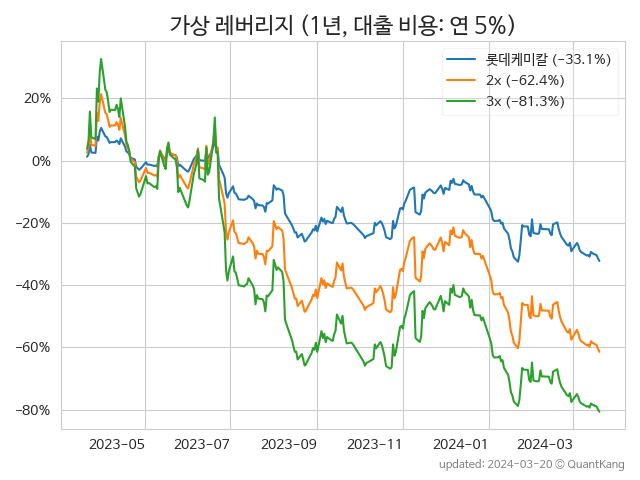 가상 레버리지 (1년, 대출 비용: 연 5%)
롯데케미칼 (−33.1%)
2x (−62.4%)
3x (−81.3%)
20%
0%
−20%
−40%
−60%
−80%
2023-05
2023-07
2023-09
2023-11
2024-01
2024-03
updated: 2024-03-20 © QuantKang